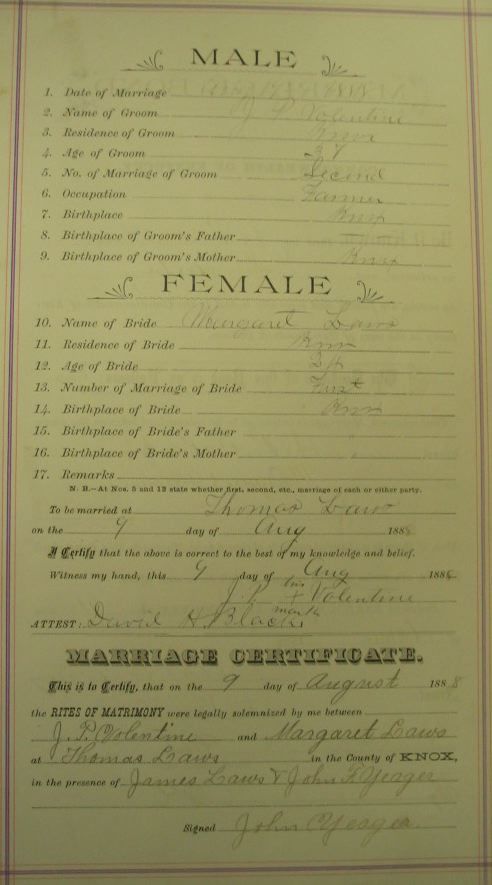 MALE
1. Date of Marriage
2. Name of Groom J P Volentine
3. Residence of Groom Knox
4. Age of Groom 37
5. No. of Marriage of Groom Second
6. Occupation Farmer
7. Birthplace Knox
8. Birthplace of Groom's Father
9. Birthplace of Groom's Mother Knox
FEMALE
10. Name of Bride Margaret Laws
11. Residence of Bride Knox
12. Age of Bride
13. Number of Marriage of Bride First
14. Birthplace of Bride Knox
15. Birthplace of Bride's Father "
16. Birthplace of Bride's Mother "
17. Remarks
N. B.—At Nos. 5 and 13 state whether first, second, etc., marriage of each or either party.
To be married at Thomas Laws
on the 9 day of Aug 1888
I Certify that the above is correct to the best of my knowledge and belief.
Witness my hand, this 9 day of Aug 1888
his
J. P. + Volentine
mark
ATTEST: David H. Black
MARRIAGE CERTIFICATE.
This is to Certify, that on the 9 day of August 1888
the RITES OF MATRIMONY were legally solemnized by me between
J. P. Volentine and Margaret Laws
at Thomas Laws in the County of KNOX,
in the presence of James Laws & John F. Yeager
Signed John Yeager